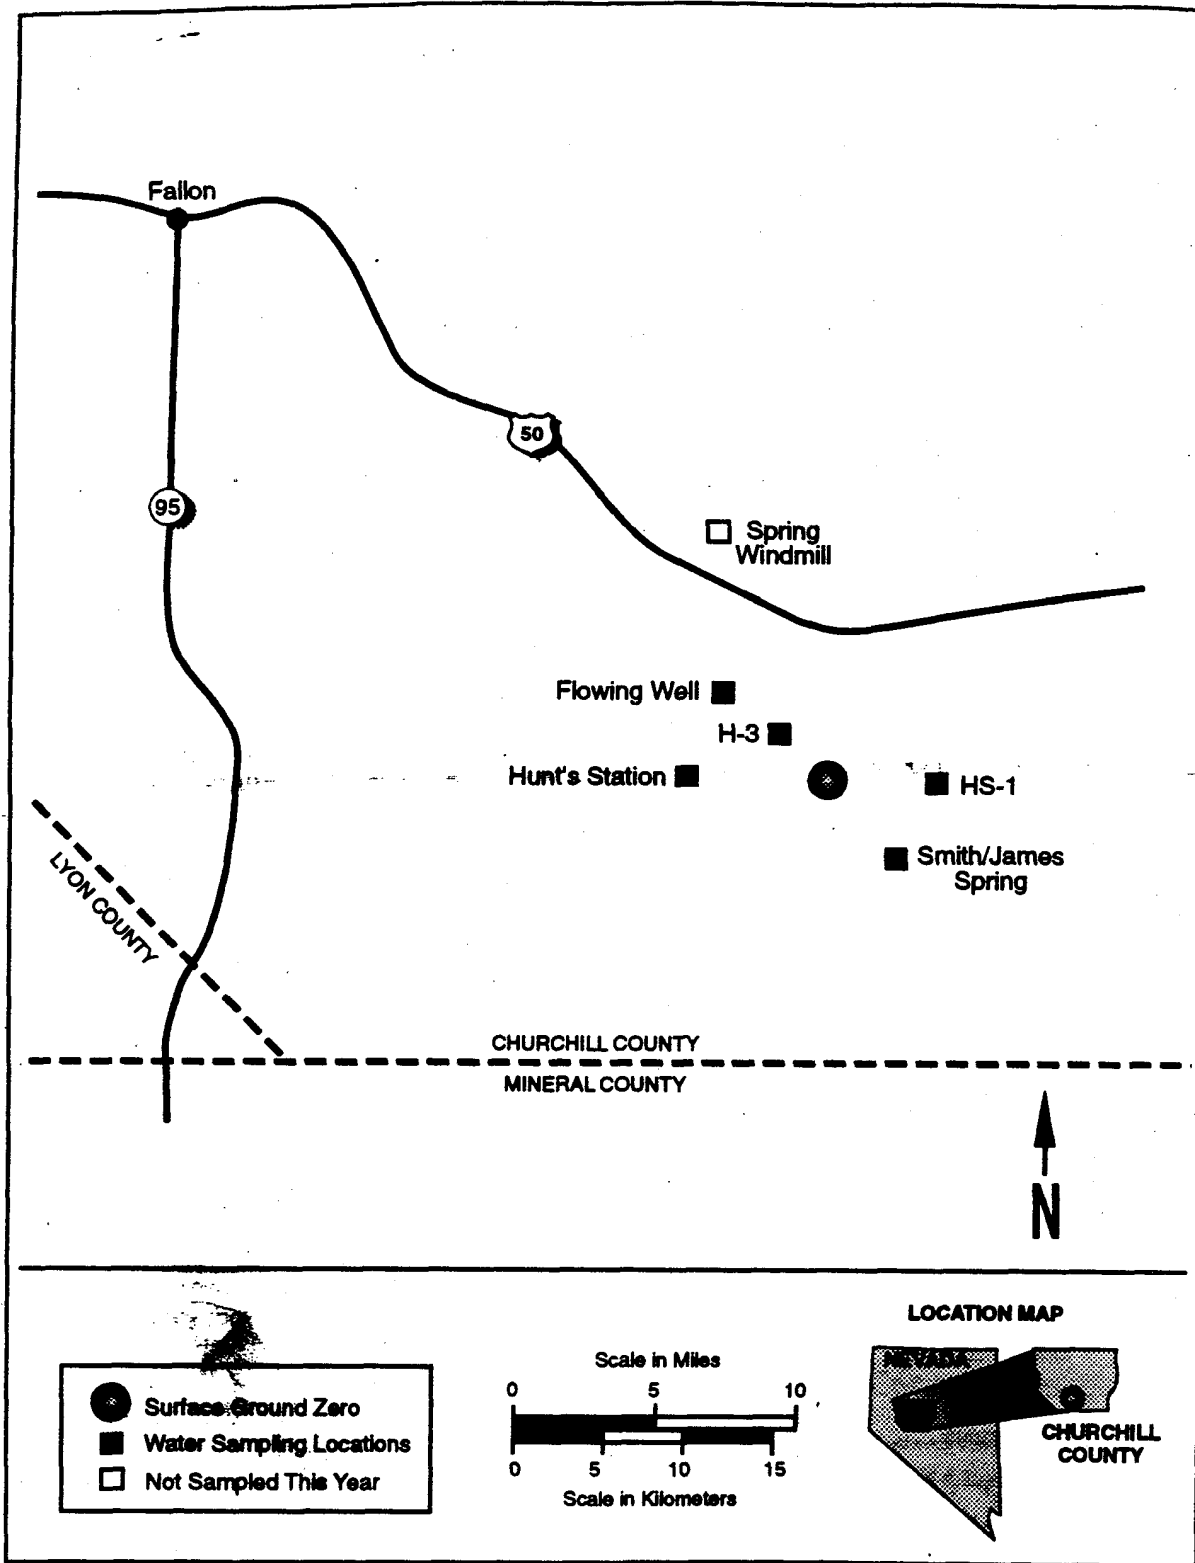 Fallon
50
95
Spring
Windmill
Flowing Well
H-3
Hunt's Station
HS-1
Smith/James
Spring
LYON COUNTY
CHURCHILL COUNTY
MINERAL COUNTY
N
LOCATION MAP
NEVADA
CHURCHILL
COUNTY
Surface Ground Zero
Water Sampling Locations
Not Sampled This Year
Scale in Miles
0 5 10
0 5 10 15
Scale in Kilometers